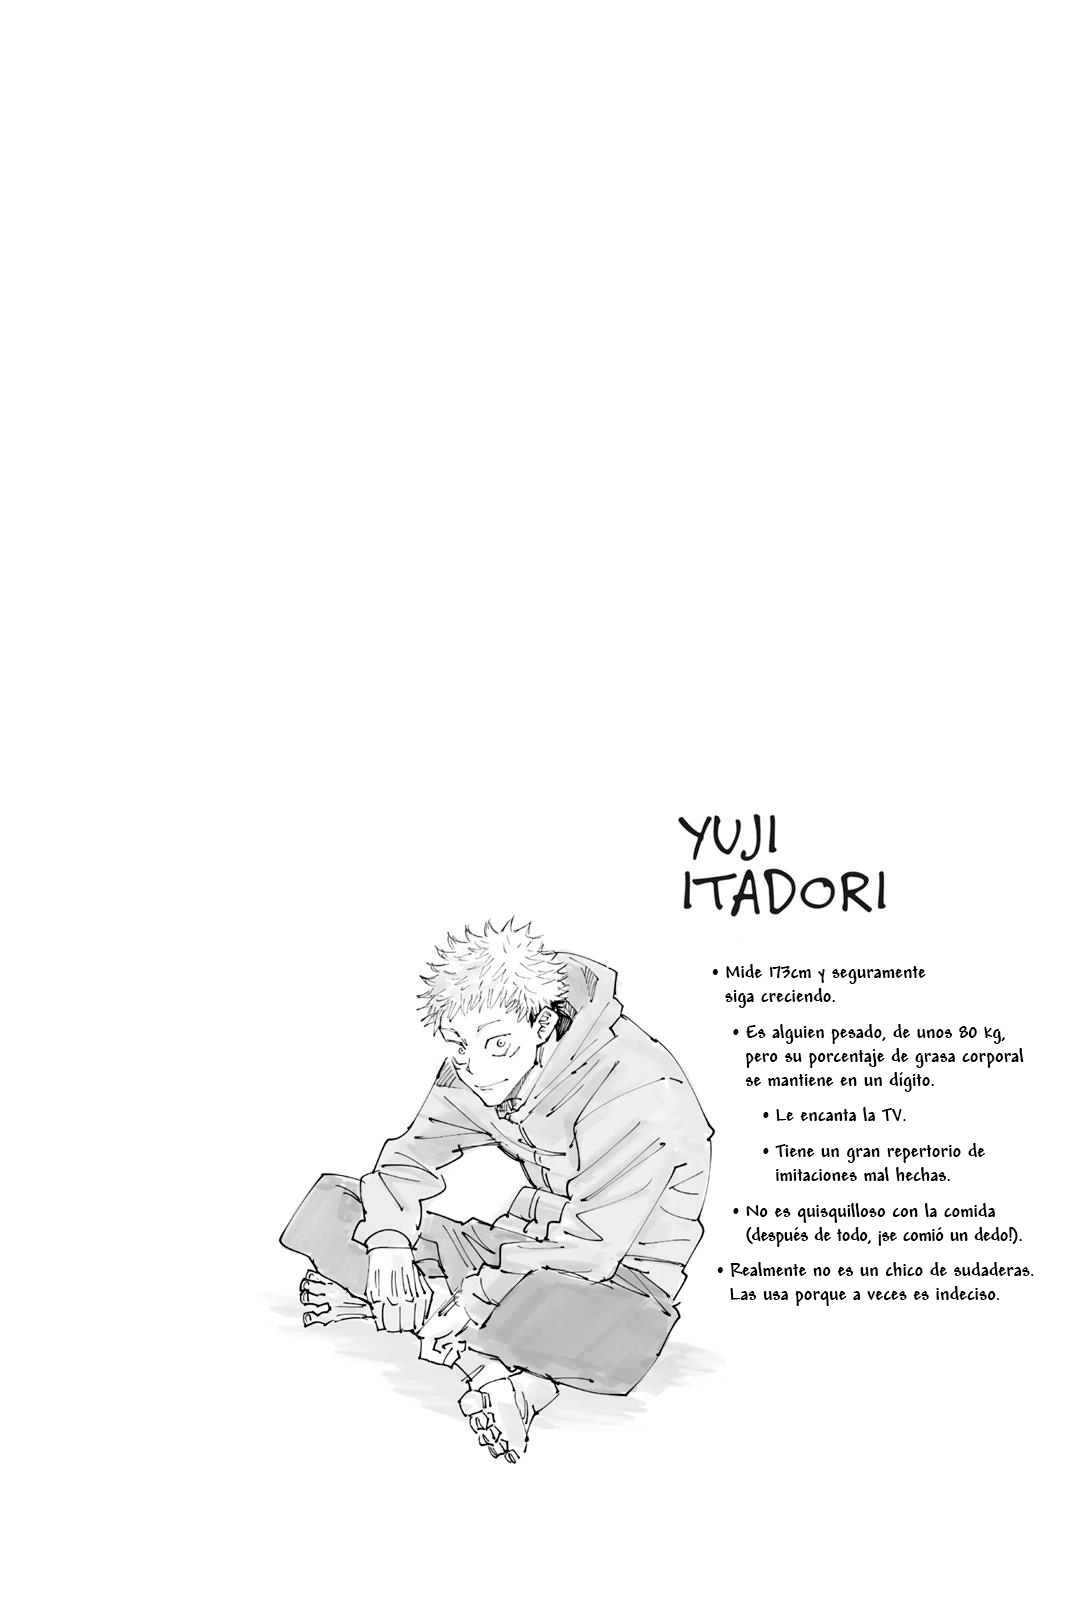 YUJI
ITADORI
• Mide 173cm y seguramente
siga creciendo.
• Es alguien pesado, de unos 80 kg,
pero su porcentaje de grasa corporal
se mantiene en un dígito.
• Le encanta la TV.
• Tiene un gran repertorio de
imitaciones mal hechas.
• No es quisquilloso con la comida
(después de todo, ¡se comió un dedo!).
• Realmente no es un chico de sudaderas.
Las usa porque a veces es indeciso.